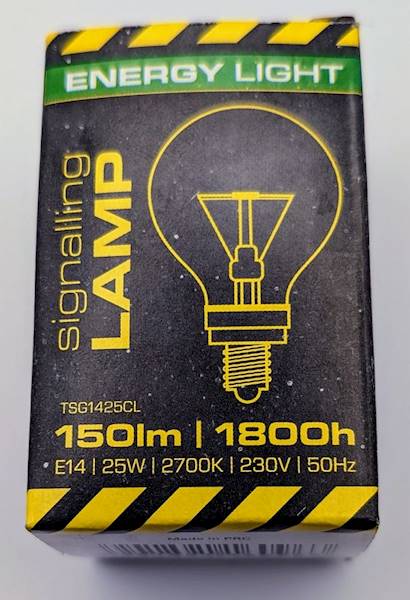 ENERGY LIGHT
signalling
LAMP
TSG1425CL
150lm | 1800h
E14 | 25W | 2700K | 230V | 50Hz
Made in PRC